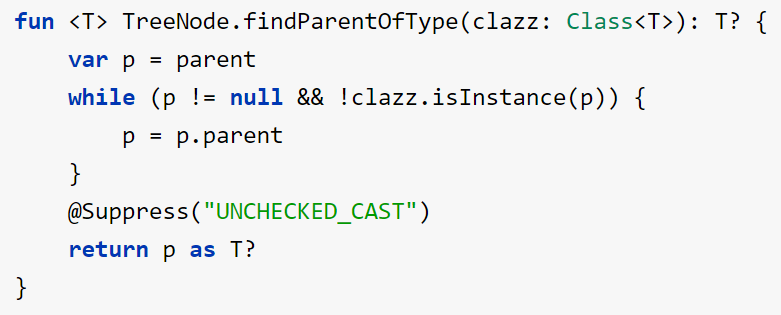 fun <T> TreeNode.findParentOfType(clazz: Class<T>): T? {
    var p = parent
    while (p != null && !clazz.isInstance(p)) {
        p = p.parent
    }
    @Suppress("UNCHECKED_CAST")
    return p as T?
}